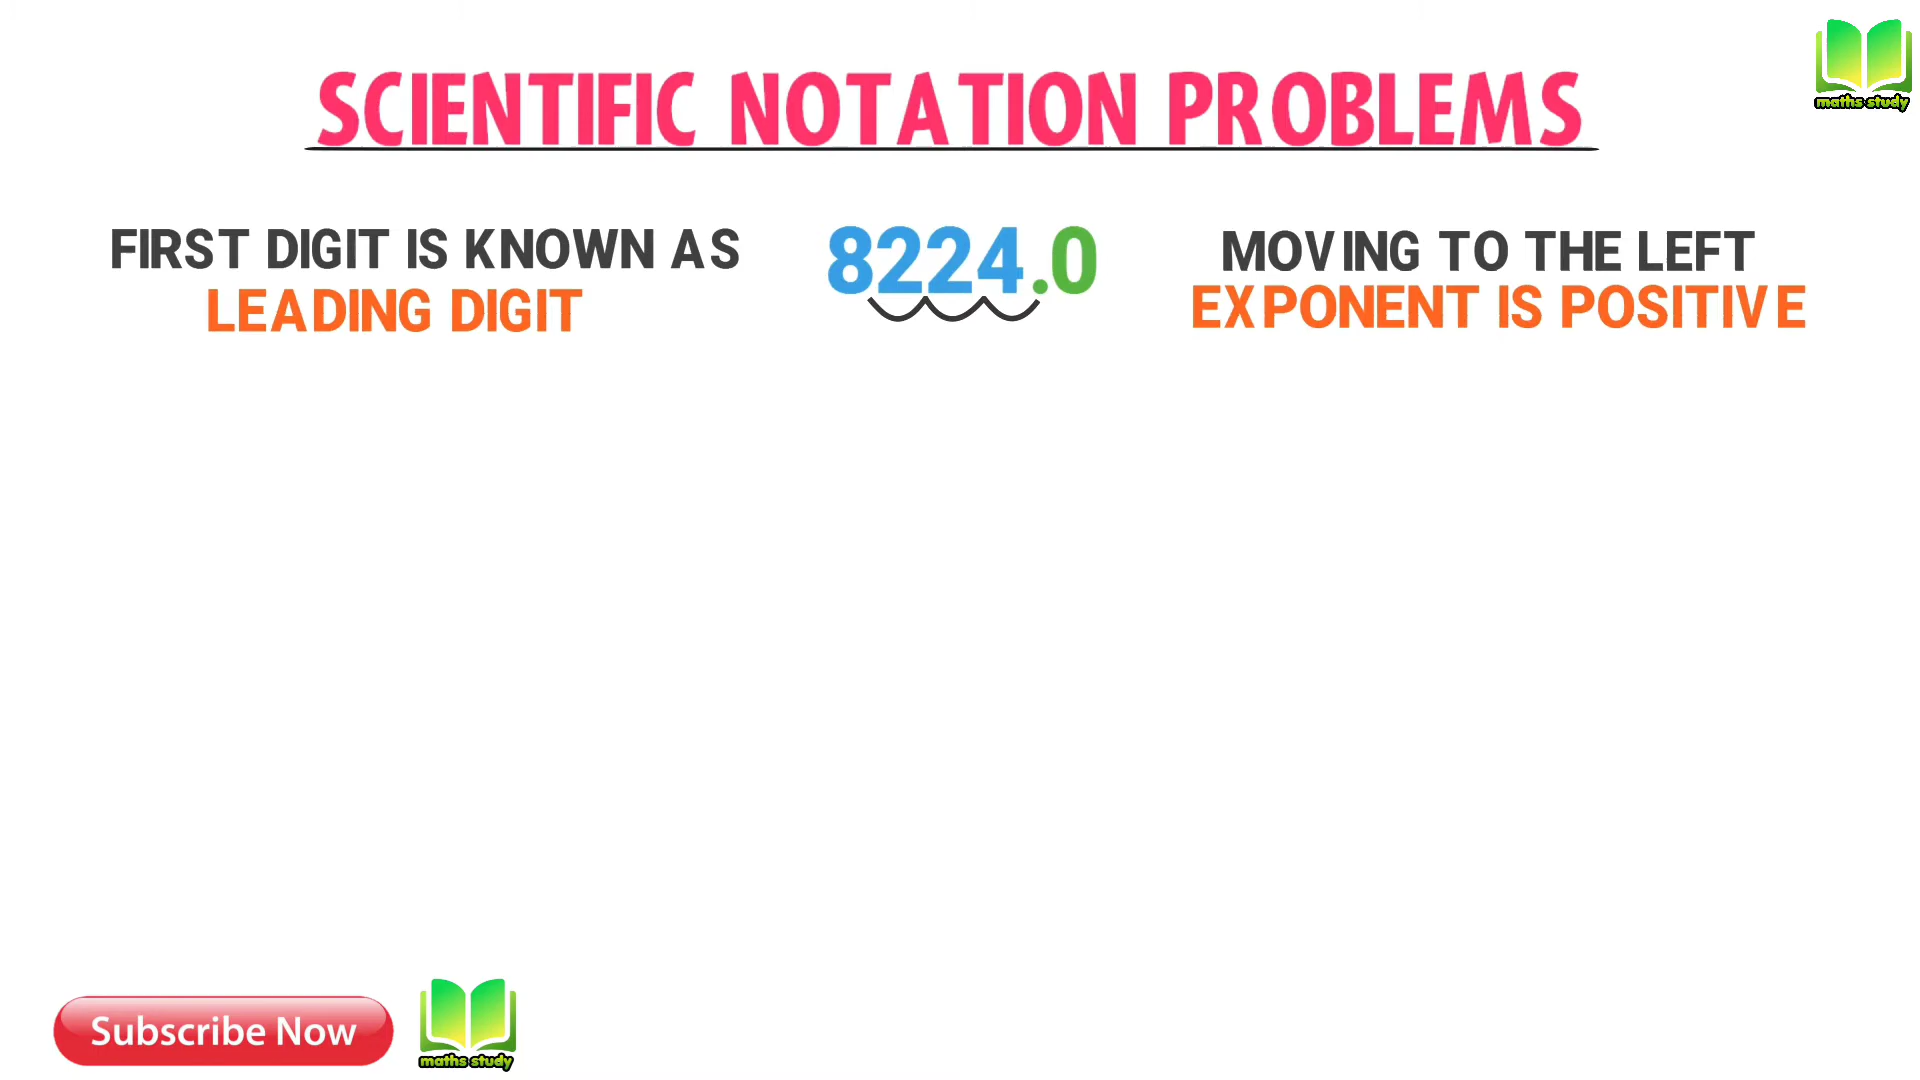 SCIENTIFIC NOTATION PROBLEMS
maths study
FIRST DIGIT IS KNOWN AS
LEADING DIGIT
8224.0
MOVING TO THE LEFT
EXPONENT IS POSITIVE
Subscribe Now
maths study